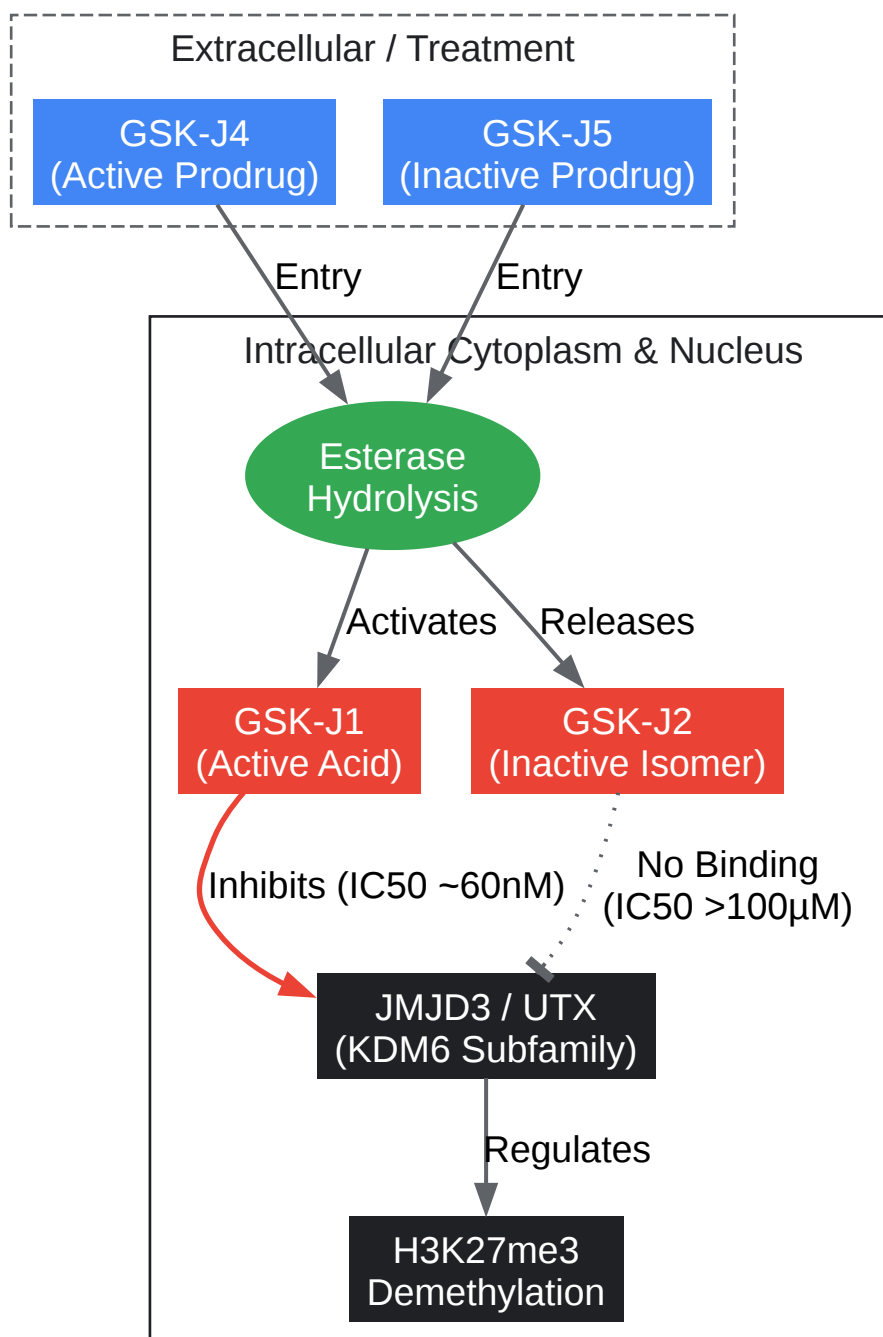 Extracellular / Treatment
GSK-J4
(Active Prodrug)
GSK-J5
(Inactive Prodrug)
Entry
Entry
Intracellular Cytoplasm & Nucleus
Esterase
Hydrolysis
Activates
Releases
GSK-J1
(Active Acid)
GSK-J2
(Inactive Isomer)
Inhibits (IC50 ~60nM)
No Binding
(IC50 >100µM)
JMJD3 / UTX
(KDM6 Subfamily)
Regulates
H3K27me3
Demethylation